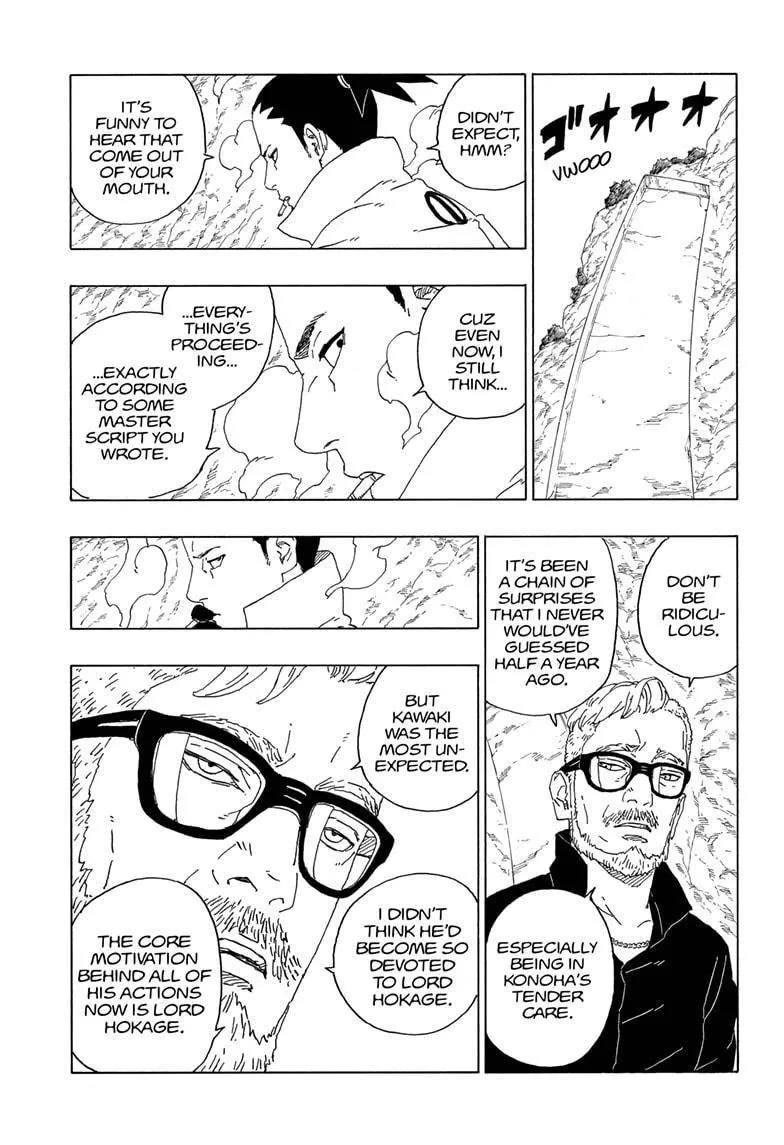 ゴオオオ
VWOOO
DIDN'T
EXPECT,
HMM?
IT'S
FUNNY TO
HEAR THAT
COME OUT
OF YOUR
MOUTH.
CUZ
EVEN
NOW, I
STILL
THINK...
...EVERY-
THING'S
PROCEED-
ING...
...EXACTLY
ACCORDING
TO SOME
MASTER
SCRIPT YOU
WROTE.
DON'T
BE
RIDICU-
LOUS.
IT'S BEEN
A CHAIN OF
SURPRISES
THAT I NEVER
WOULD'VE
GUESSED
HALF A YEAR
AGO.
ESPECIALLY
BEING IN
KONOHA'S
TENDER
CARE.
BUT
KAWAKI
WAS THE
MOST UN-
EXPECTED.
I DIDN'T
THINK HE'D
BECOME SO
DEVOTED
TO LORD
HOKAGE.
THE CORE
MOTIVATION
BEHIND ALL OF
HIS ACTIONS
NOW IS LORD
HOKAGE.